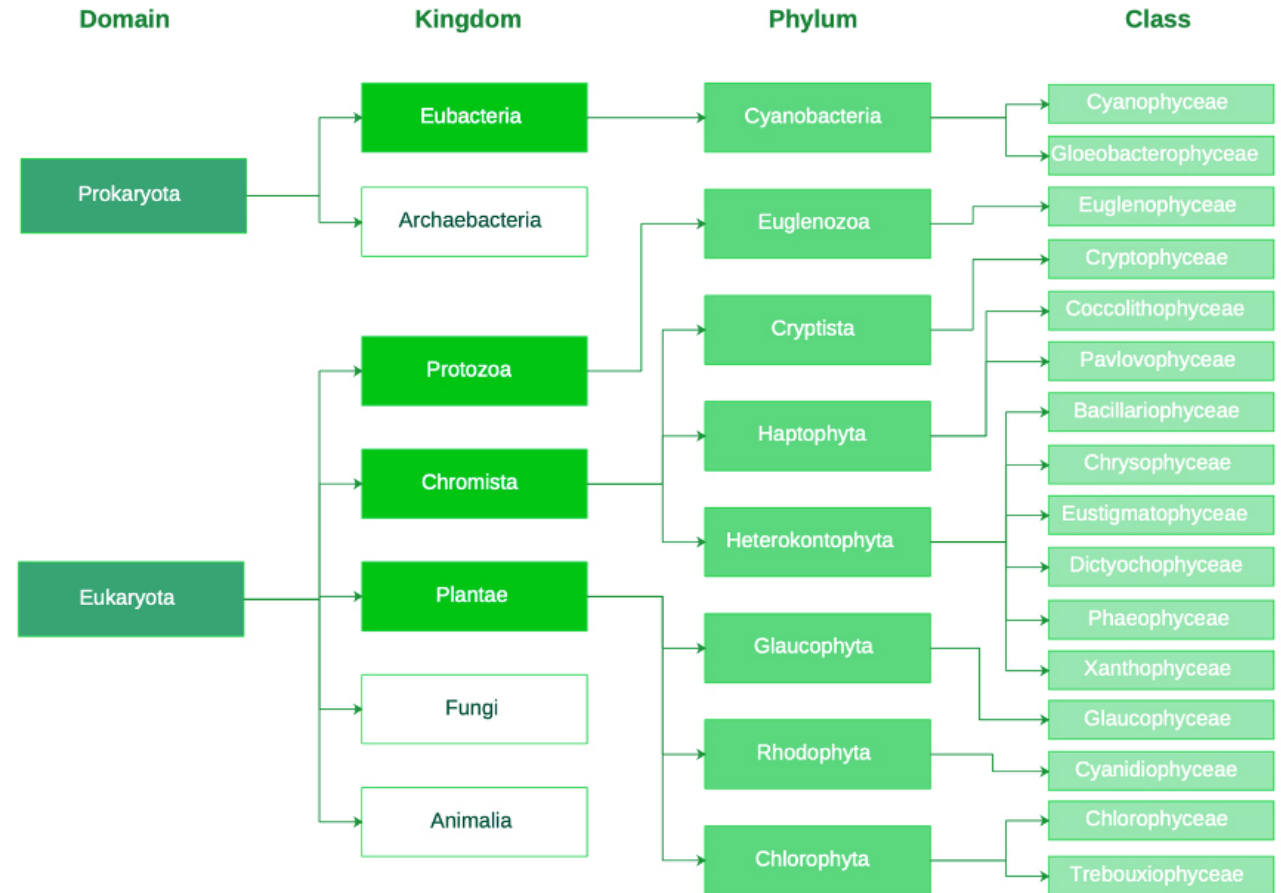 Domain
Kingdom
Phylum
Class
Prokaryota
Eukaryota
Eubacteria
Archaebacteria
Protozoa
Chromista
Plantae
Fungi
Animalia
Cyanobacteria
Euglenozoa
Cryptista
Haptophyta
Heterokontophyta
Glaucophyta
Rhodophyta
Chlorophyta
Cyanophyceae
Gloeobacterophyceae
Euglenophyceae
Cryptophyceae
Coccolithophyceae
Pavlovophyceae
Bacillariophyceae
Chrysophyceae
Eustigmatophyceae
Dictyochophyceae
Phaeophyceae
Xanthophyceae
Glaucophyceae
Cyanidiophyceae
Chlorophyceae
Trebouxiophyceae